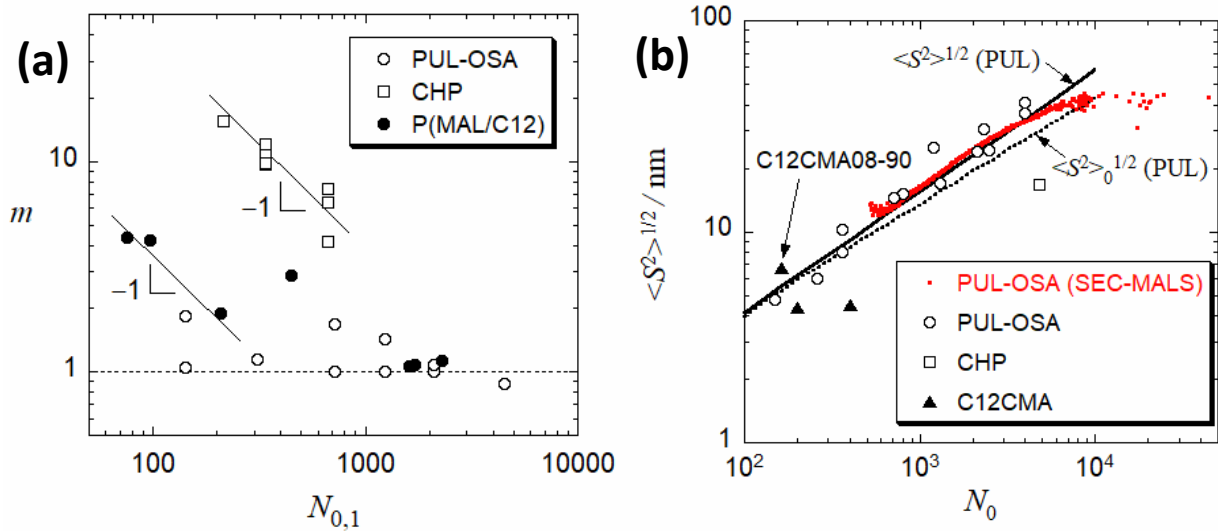 (a)
PUL-OSA
CHP
P(MAL/C12)
10
−1
−1
m
1
100
1000
10000
N0,1
(b)
100
<S²>¹/² (PUL)
C12CMA08-90
<S²>₀¹/² (PUL)
<S²>¹/² / nm
10
PUL-OSA (SEC-MALS)
PUL-OSA
CHP
C12CMA
1
10²
10³
10⁴
N₀